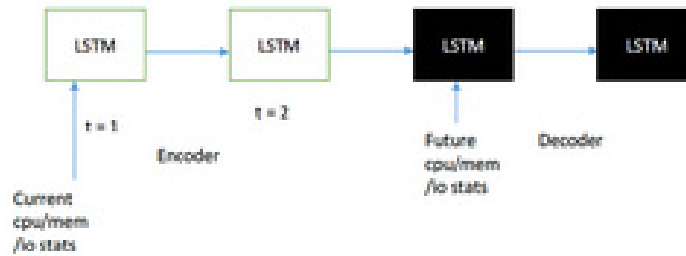 LSTM
LSTM
LSTM
LSTM
t = 1
t = 2
Encoder
Future
cpu/mem
/io stats
Decoder
Current
cpu/mem
/io stats